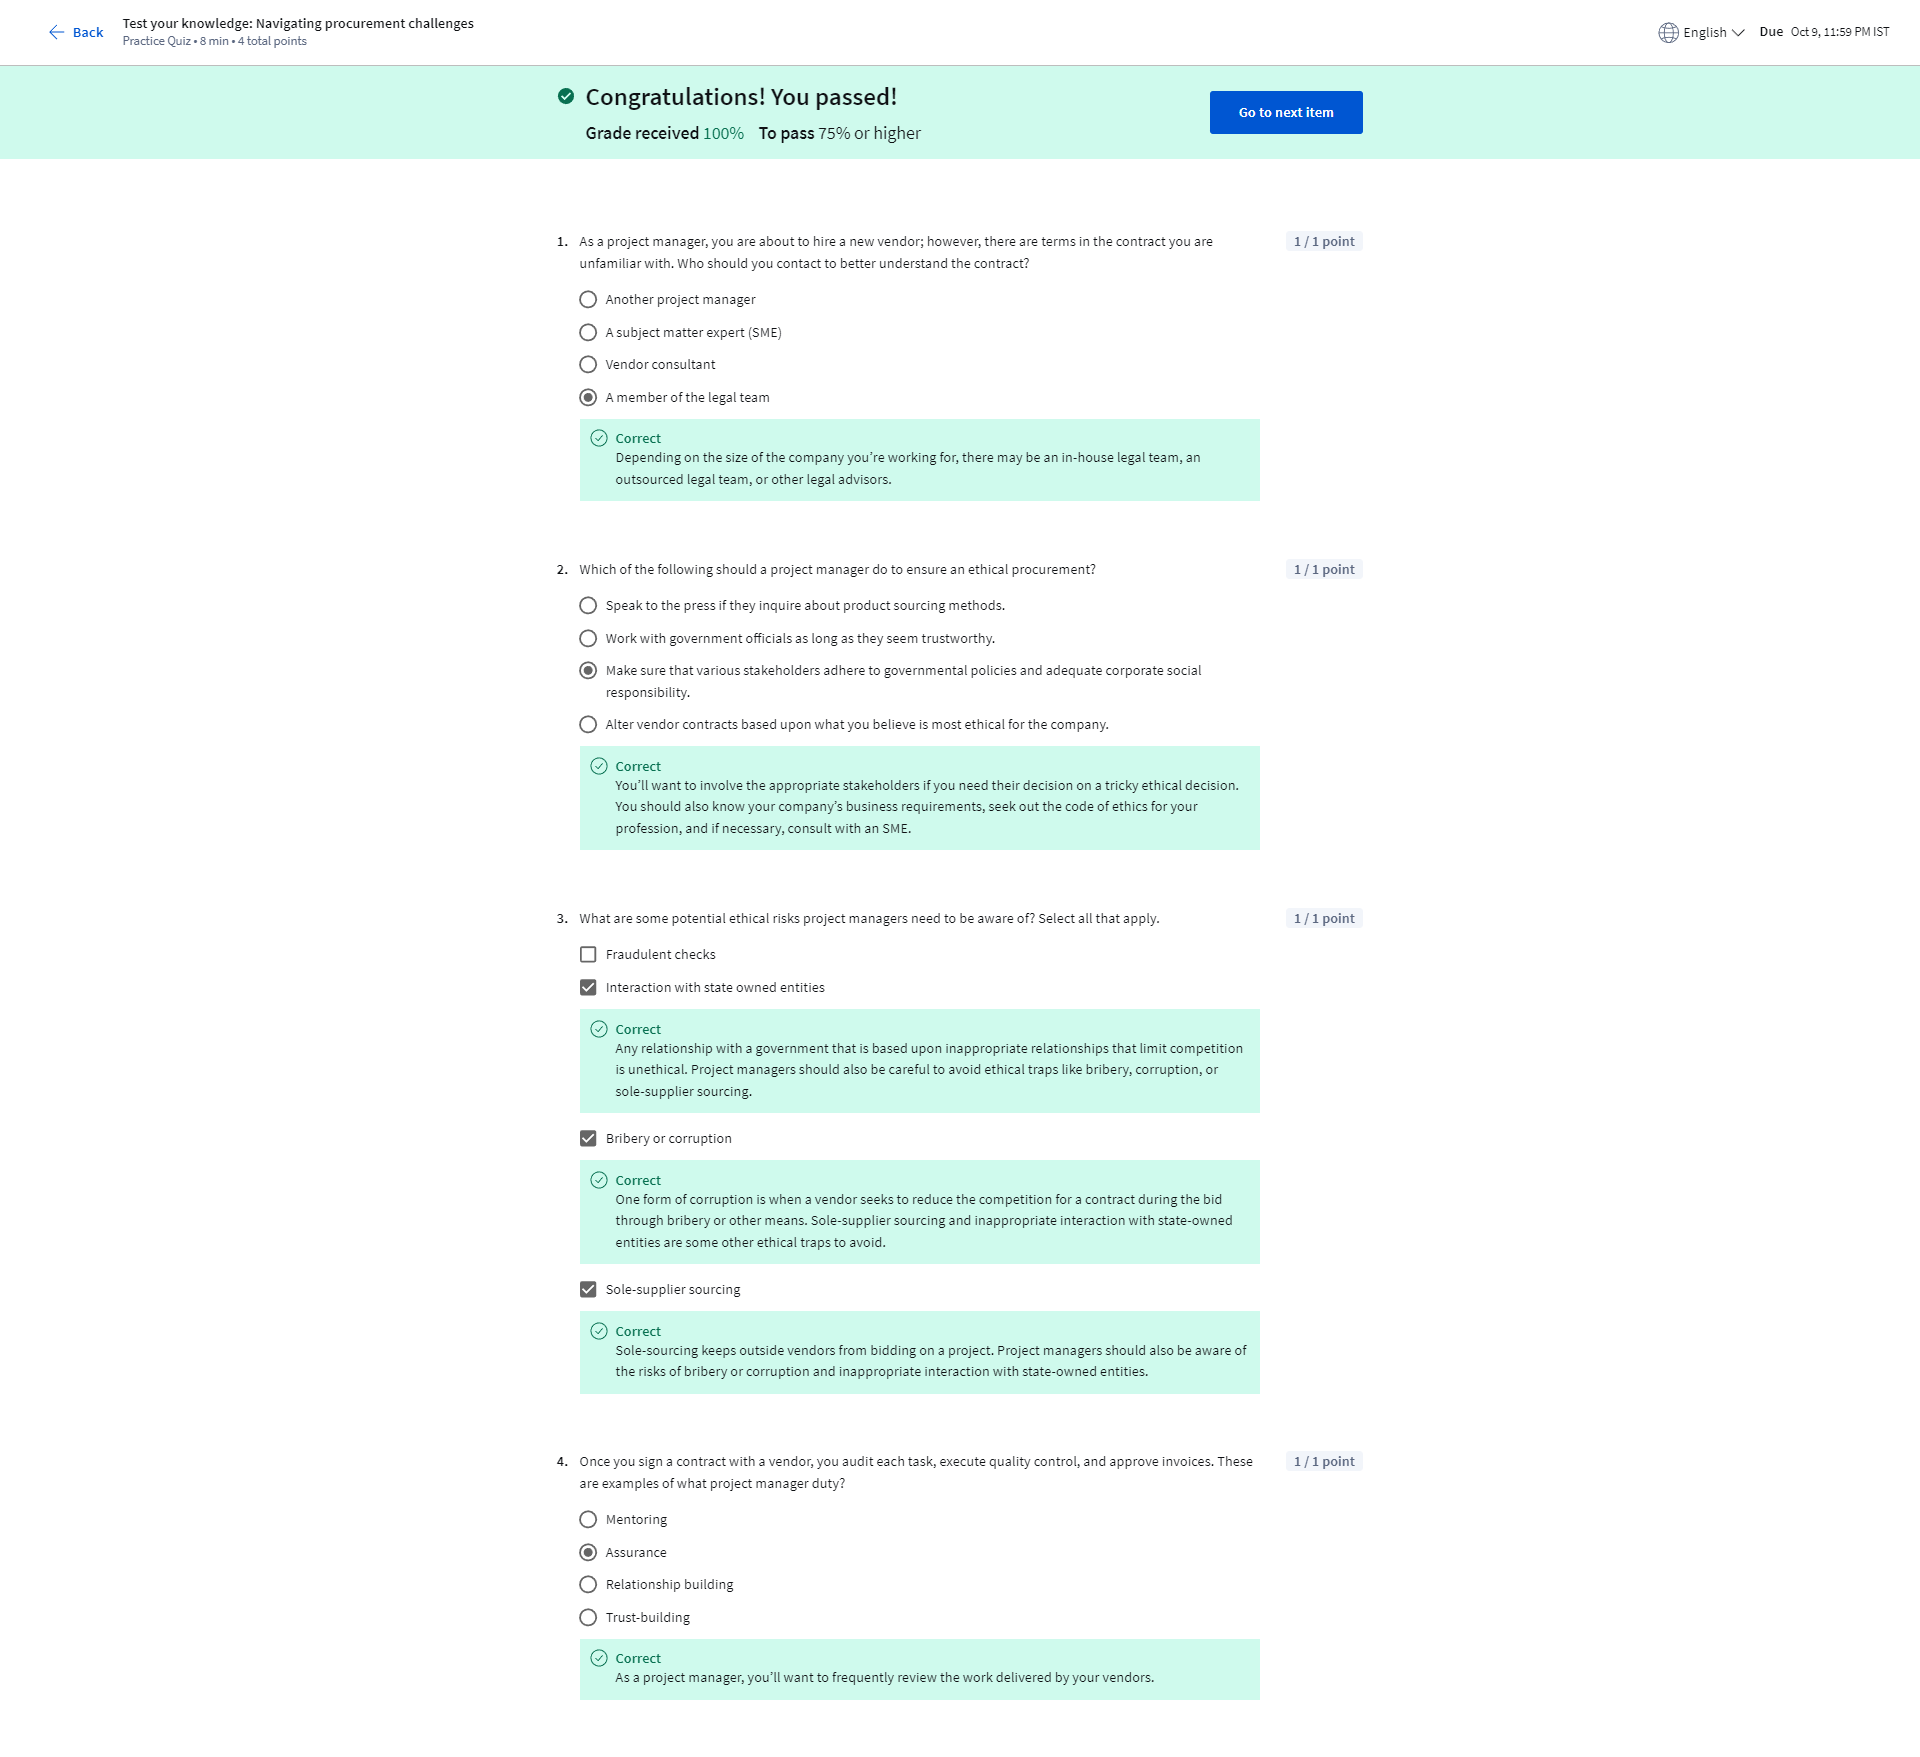 Back
Test your knowledge: Navigating procurement challenges
Practice Quiz • 8 min • 4 total points
English
Due Oct 9, 11:59 PM IST
Congratulations! You passed!
Grade received 100% To pass 75% or higher
Go to next item
1. As a project manager, you are about to hire a new vendor; however, there are terms in the contract you are
unfamiliar with. Who should you contact to better understand the contract?
1 / 1 point
Another project manager
A subject matter expert (SME)
Vendor consultant
A member of the legal team
Correct
Depending on the size of the company you’re working for, there may be an in-house legal team, an
outsourced legal team, or other legal advisors.
2. Which of the following should a project manager do to ensure an ethical procurement?
1 / 1 point
Speak to the press if they inquire about product sourcing methods.
Work with government officials as long as they seem trustworthy.
Make sure that various stakeholders adhere to governmental policies and adequate corporate social
responsibility.
Alter vendor contracts based upon what you believe is most ethical for the company.
Correct
You’ll want to involve the appropriate stakeholders if you need their decision on a tricky ethical decision.
You should also know your company’s business requirements, seek out the code of ethics for your
profession, and if necessary, consult with an SME.
3. What are some potential ethical risks project managers need to be aware of? Select all that apply.
1 / 1 point
Fraudulent checks
Interaction with state owned entities
Correct
Any relationship with a government that is based upon inappropriate relationships that limit competition
is unethical. Project managers should also be careful to avoid ethical traps like bribery, corruption, or
sole-supplier sourcing.
Bribery or corruption
Correct
One form of corruption is when a vendor seeks to reduce the competition for a contract during the bid
through bribery or other means. Sole-supplier sourcing and inappropriate interaction with state-owned
entities are some other ethical traps to avoid.
Sole-supplier sourcing
Correct
Sole-sourcing keeps outside vendors from bidding on a project. Project managers should also be aware of
the risks of bribery or corruption and inappropriate interaction with state-owned entities.
4. Once you sign a contract with a vendor, you audit each task, execute quality control, and approve invoices. These
are examples of what project manager duty?
1 / 1 point
Mentoring
Assurance
Relationship building
Trust-building
Correct
As a project manager, you’ll want to frequently review the work delivered by your vendors.